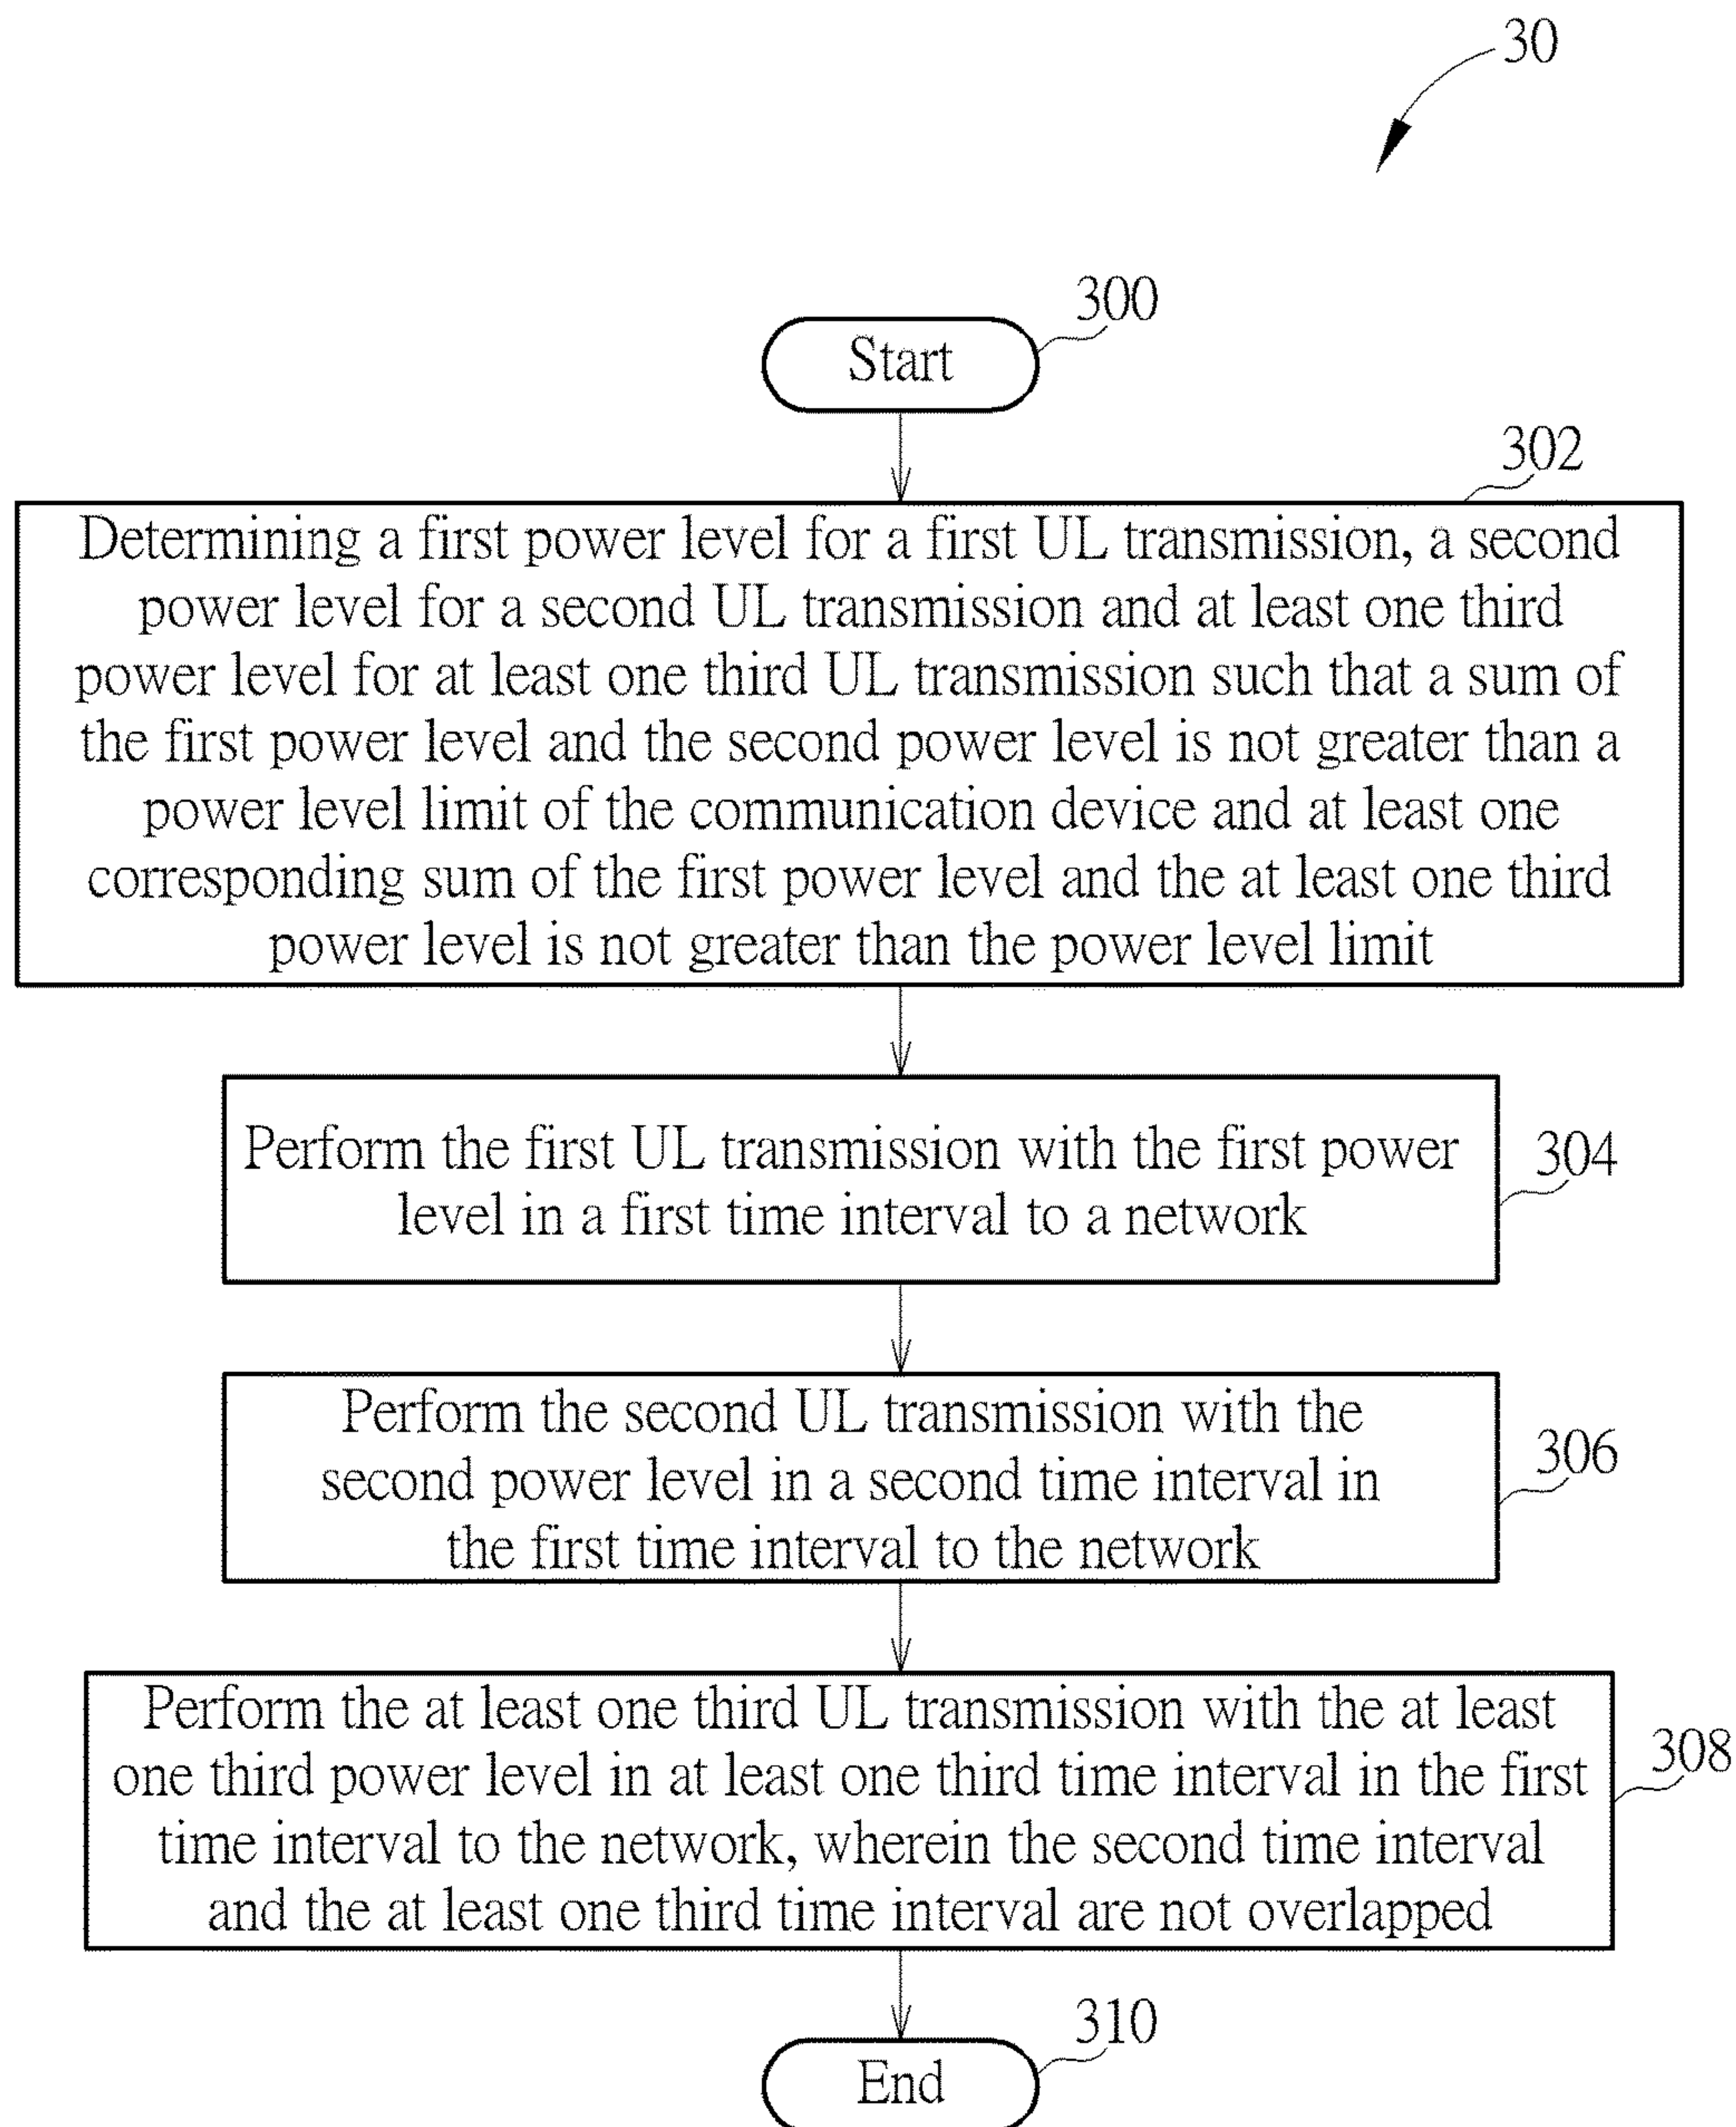 30
300
Start
302
Determining a first power level for a first UL transmission, a second
power level for a second UL transmission and at least one third
power level for at least one third UL transmission such that a sum of
the first power level and the second power level is not greater than a
power level limit of the communication device and at least one
corresponding sum of the first power level and the at least one third
power level is not greater than the power level limit
Perform the first UL transmission with the first power
level in a first time interval to a network
304
Perform the second UL transmission with the
second power level in a second time interval in
the first time interval to the network
306
Perform the at least one third UL transmission with the at least
one third power level in at least one third time interval in the first
time interval to the network, wherein the second time interval
and the at least one third time interval are not overlapped
308
310
End